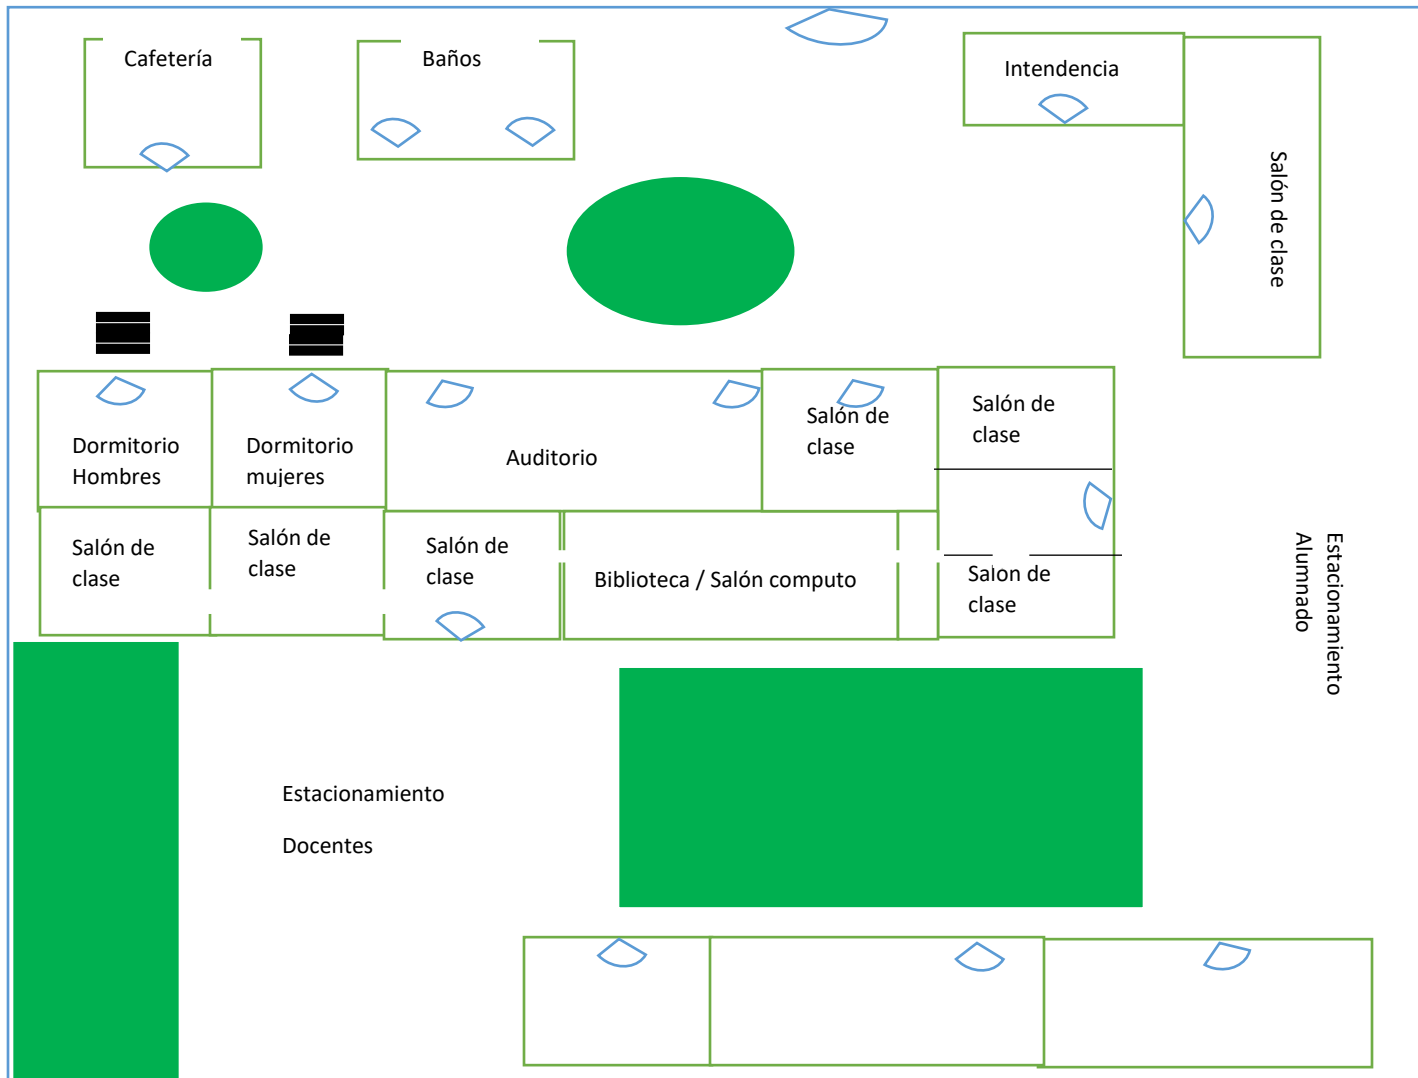 Cafetería
Baños
Intendencia
Salón de clase
Dormitorio
Hombres
Dormitorio
mujeres
Auditorio
Salón de
clase
Salón de
clase
Salón de
clase
Salón de
clase
Salón de
clase
Biblioteca / Salón computo
Salon de
clase
Estacionamiento
Alumnado
Estacionamiento
Docentes